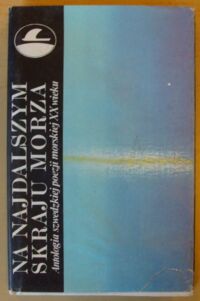 NA NAJDALSZYM
SKRAJU MORZA
Antologia szwedzkiej poezji morskiej XX wieku